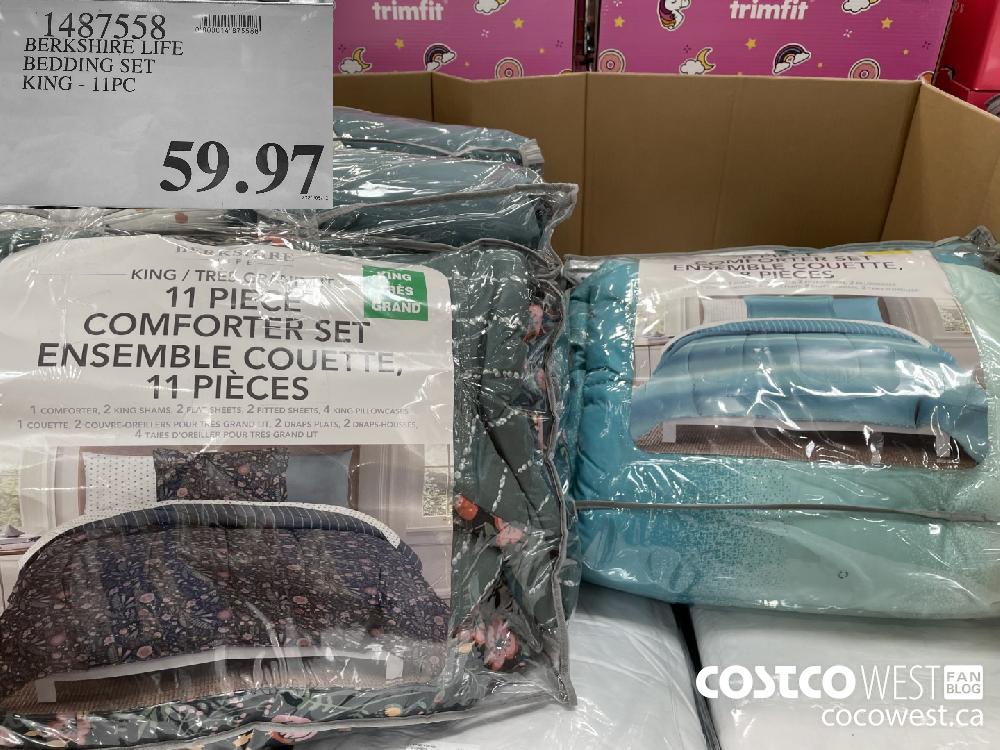 1487558
BERKSHIRE LIFE
BEDDING SET
KING - 11PC
59.97
trimfit
trimfit
BERKSHIRE
LIFE
KING / TRÈS GRAND LIT
KING
TRÈS
GRAND
11 PIECE
COMFORTER SET
ENSEMBLE COUETTE,
11 PIÈCES
1 COMFORTER, 2 KING SHAMS, 2 FLAT SHEETS, 2 FITTED SHEETS, 4 KING PILLOWCASES
1 COUETTE, 2 COUVRE-OREILLERS POUR TRÈS GRAND LIT, 2 DRAPS PLATS, 2 DRAPS-HOUSSES,
4 TAIES D'OREILLER POUR TRÈS GRAND LIT
COMFORTER SET
ENSEMBLE COUETTE,
PIÈCES
COSTCO WEST FAN BLOG
cocowest.ca